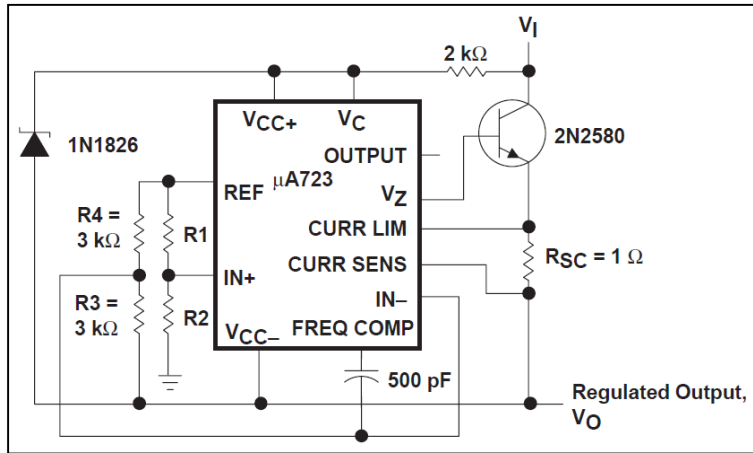 VI
2 kΩ
VCC+
VC
2N2580
1N1826
OUTPUT
μA723
REF
VZ
R4 =
3 kΩ
R1
CURR LIM
CURR SENS
RSC = 1 Ω
IN+
R3 =
3 kΩ
R2
IN–
VCC–
FREQ COMP
500 pF
Regulated Output,
VO